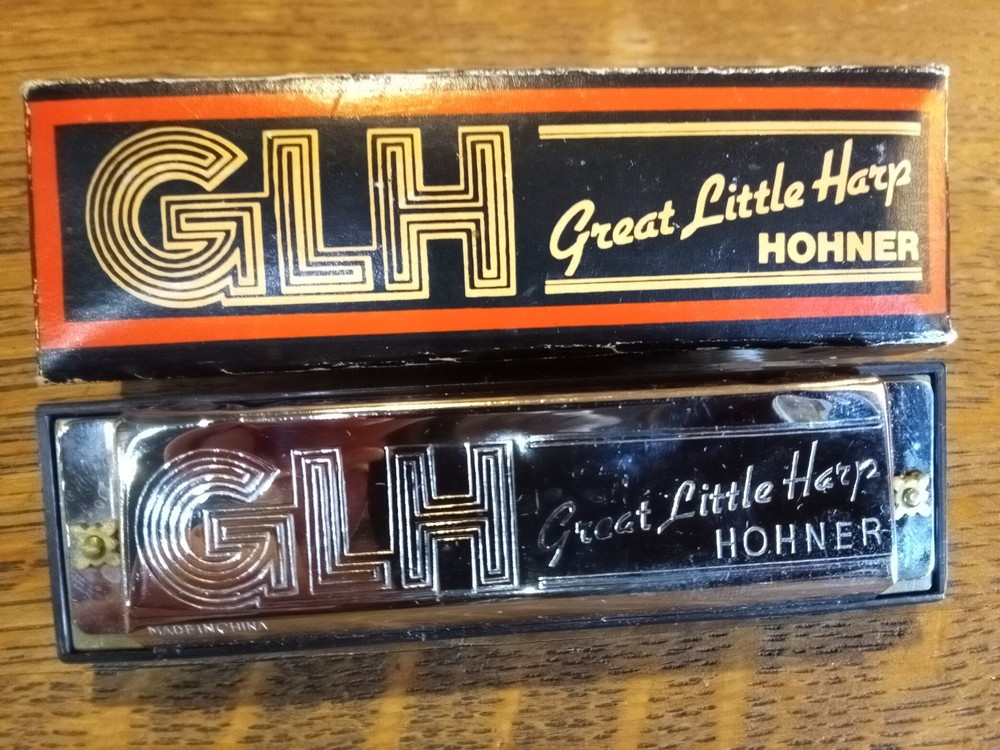 GLH
Great Little Harp
HOHNER
GLH
Great Little Harp
HOHNER
MADE IN CHINA